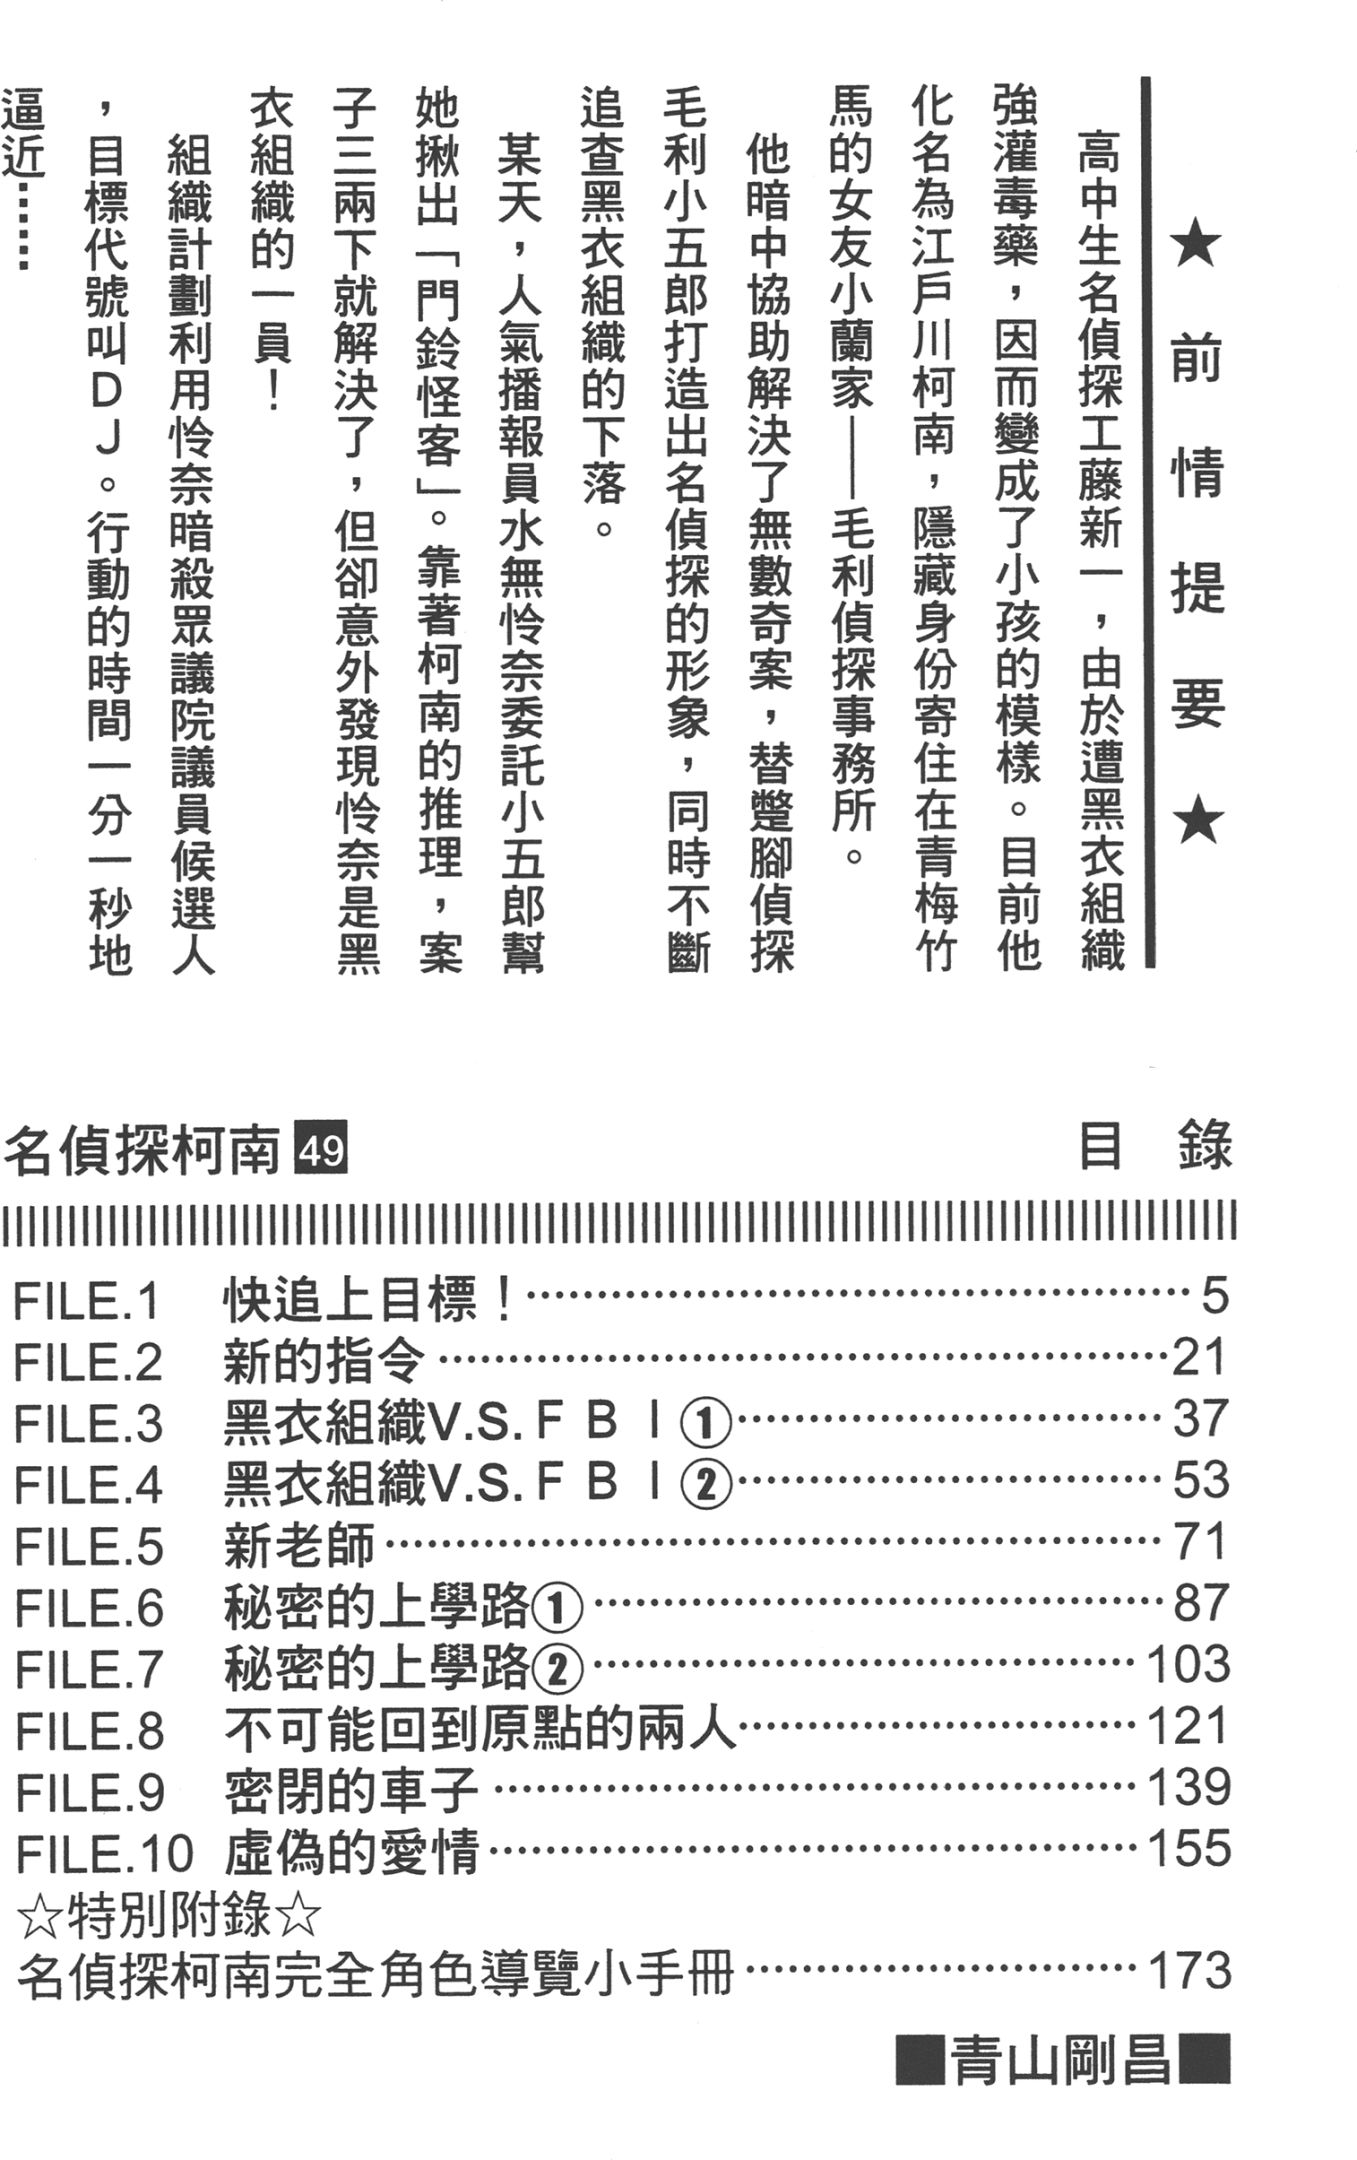 ★前情提要★
高中生名偵探工藤新一，由於遭黑衣組織
強灌毒藥，因而變成了小孩的模樣。目前他
化名為江戶川柯南，隱藏身份寄住在青梅竹
馬的女友小蘭家——毛利偵探事務所。
他暗中協助解決了無數奇案，替蹩腳偵探
毛利小五郎打造出名偵探的形象，同時不斷
追查黑衣組織的下落。
某天，人氣播報員水無怜奈委託小五郎幫
她揪出「門鈴怪客」。靠著柯南的推理，案
子三兩下就解決了，但卻意外發現怜奈是黑
衣組織的一員！
組織計劃利用怜奈暗殺眾議院議員候選人
，目標代號叫ＤＪ。行動的時間一分一秒地
逼近……
名偵探柯南49 目　錄
FILE.1 快追上目標！…………………………………… 5
FILE.2 新的指令……………………………………21
FILE.3 黑衣組織V.S.ＦＢＩ①…………………… 37
FILE.4 黑衣組織V.S.ＦＢＩ②…………………… 53
FILE.5 新老師…………………………………… 71
FILE.6 秘密的上學路①………………………… 87
FILE.7 秘密的上學路②………………………… 103
FILE.8 不可能回到原點的兩人………………… 121
FILE.9 密閉的車子……………………………… 139
FILE.10 虛偽的愛情……………………………… 155
☆特別附錄☆
名偵探柯南完全角色導覽小手冊………………… 173
■青山剛昌■